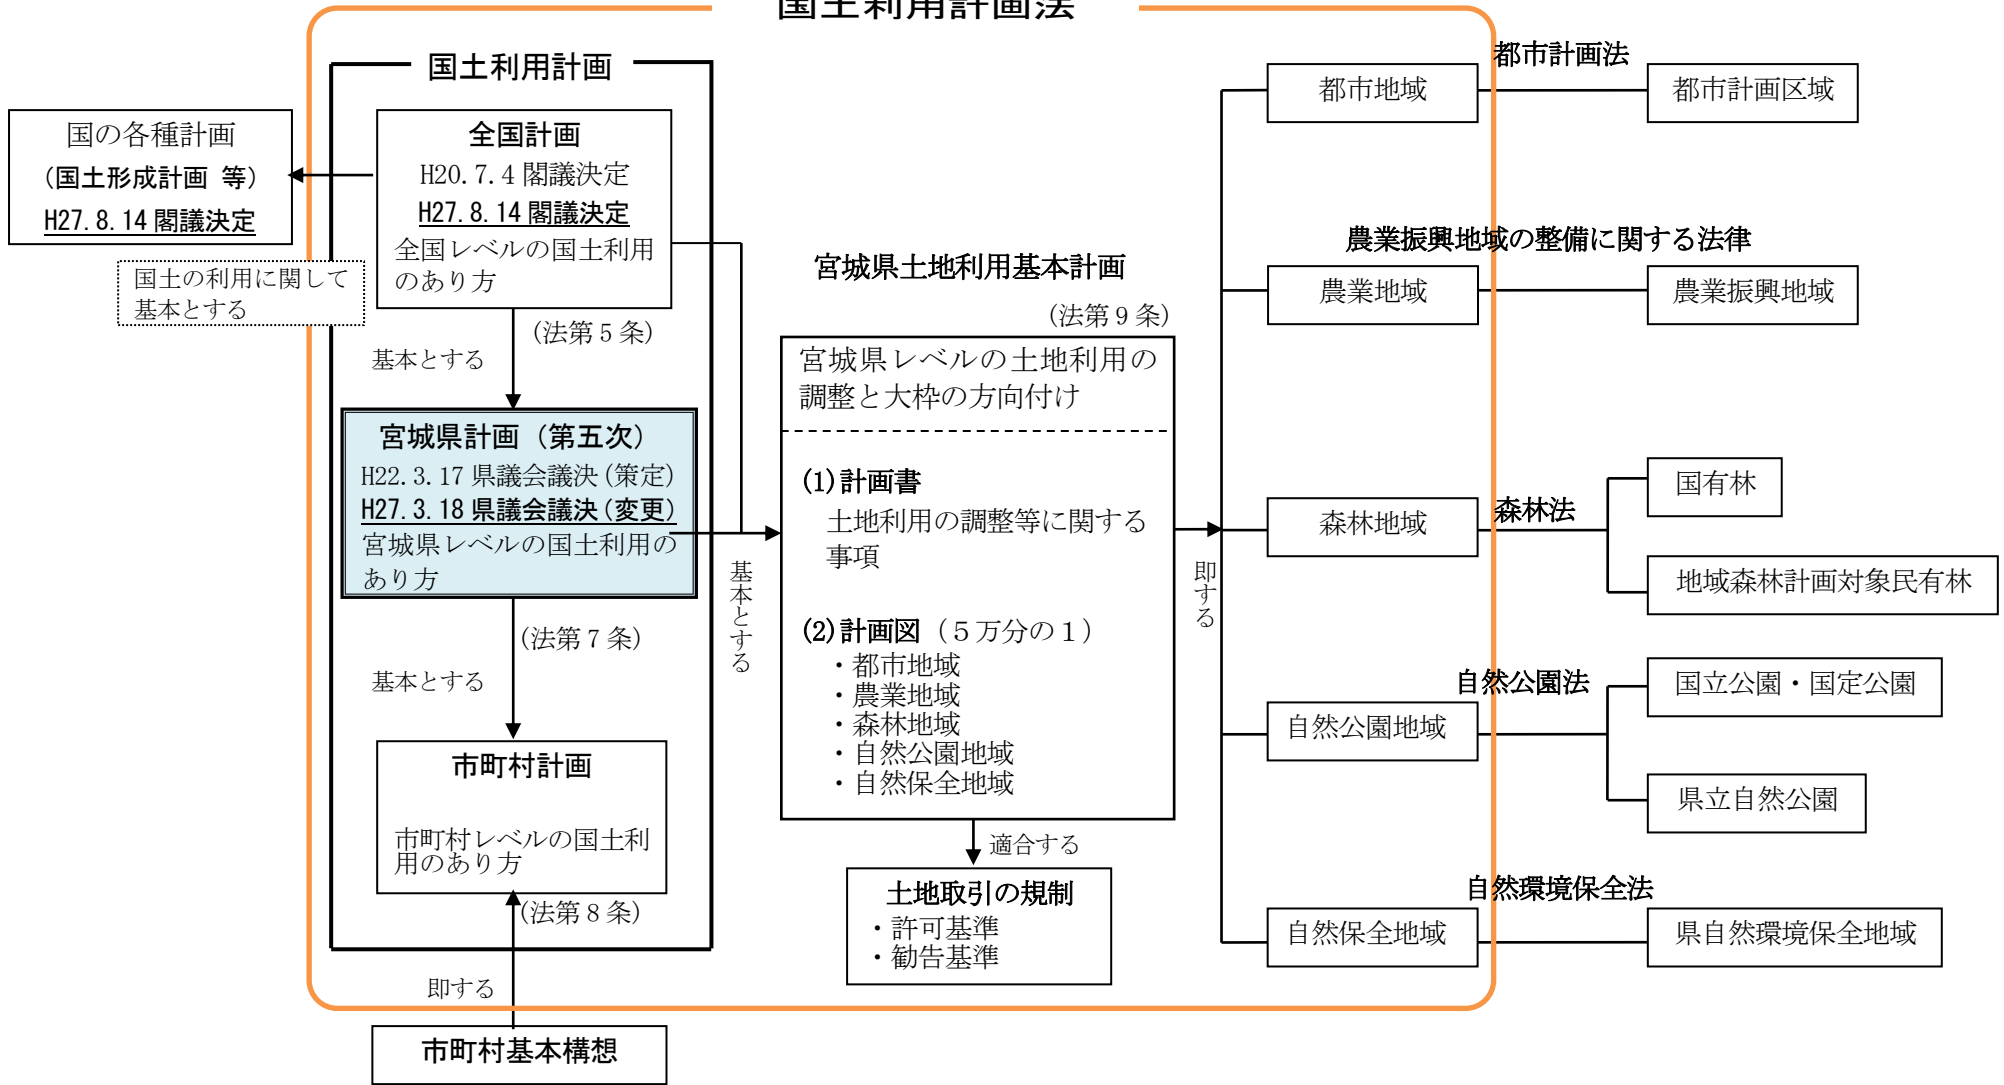 国土利用計画法
国土利用計画
国の各種計画
（国土形成計画 等）
H27.8.14 閣議決定
国土の利用に関して
基本とする
全国計画
H20.7.4 閣議決定
H27.8.14 閣議決定
全国レベルの国土利用
のあり方
(法第5条)
基本とする
宮城県計画（第五次）
H22.3.17 県議会議決(策定)
H27.3.18 県議会議決(変更)
宮城県レベルの国土利用の
あり方
(法第7条)
基本とする
市町村計画
市町村レベルの国土利
用のあり方
(法第8条)
即する
市町村基本構想
基本とする
宮城県土地利用基本計画
(法第9条)
宮城県レベルの土地利用の
調整と大枠の方向付け
(1)計画書
土地利用の調整等に関する
事項
(2)計画図（5万分の1）
・都市地域
・農業地域
・森林地域
・自然公園地域
・自然保全地域
適合する
土地取引の規制
・許可基準
・勧告基準
即する
都市地域
都市計画法
都市計画区域
農業振興地域の整備に関する法律
農業地域
農業振興地域
森林地域
森林法
国有林
地域森林計画対象民有林
自然公園法
自然公園地域
国立公園・国定公園
県立自然公園
自然環境保全法
自然保全地域
県自然環境保全地域